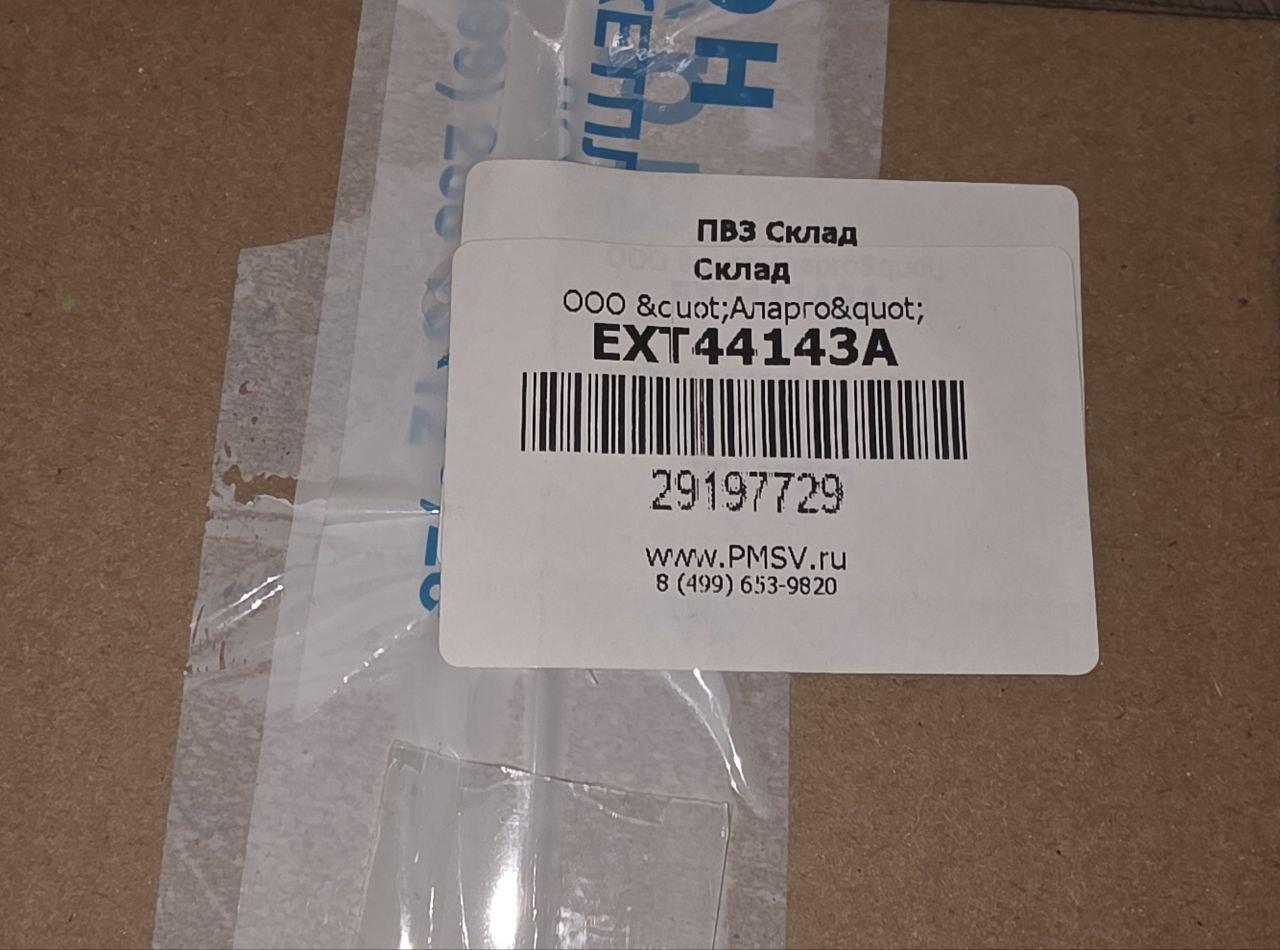 ПВЗ Склад
Склад
ООО &cuot;Аларго&quot;
EXT44143A
29197729
www.PMSV.ru
8 (499) 653-9820